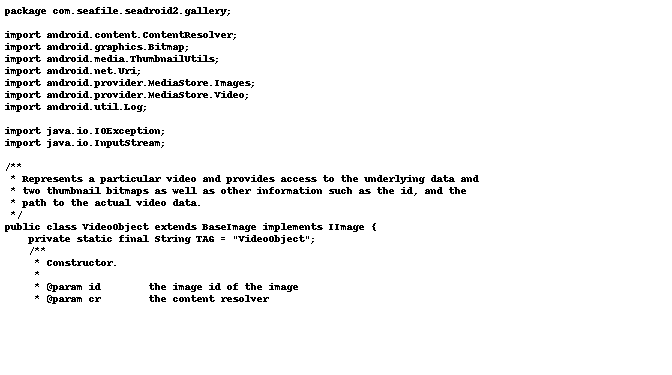 package com.seafile.seadroid2.gallery;

import android.content.ContentResolver;
import android.graphics.Bitmap;
import android.media.ThumbnailUtils;
import android.net.Uri;
import android.provider.MediaStore.Images;
import android.provider.MediaStore.Video;
import android.util.Log;

import java.io.IOException;
import java.io.InputStream;

/**
 * Represents a particular video and provides access to the underlying data and
 * two thumbnail bitmaps as well as other information such as the id, and the
 * path to the actual video data.
 */
public class VideoObject extends BaseImage implements IImage {
    private static final String TAG = "VideoObject";
    /**
     * Constructor.
     *
     * @param id        the image id of the image
     * @param cr        the content resolver